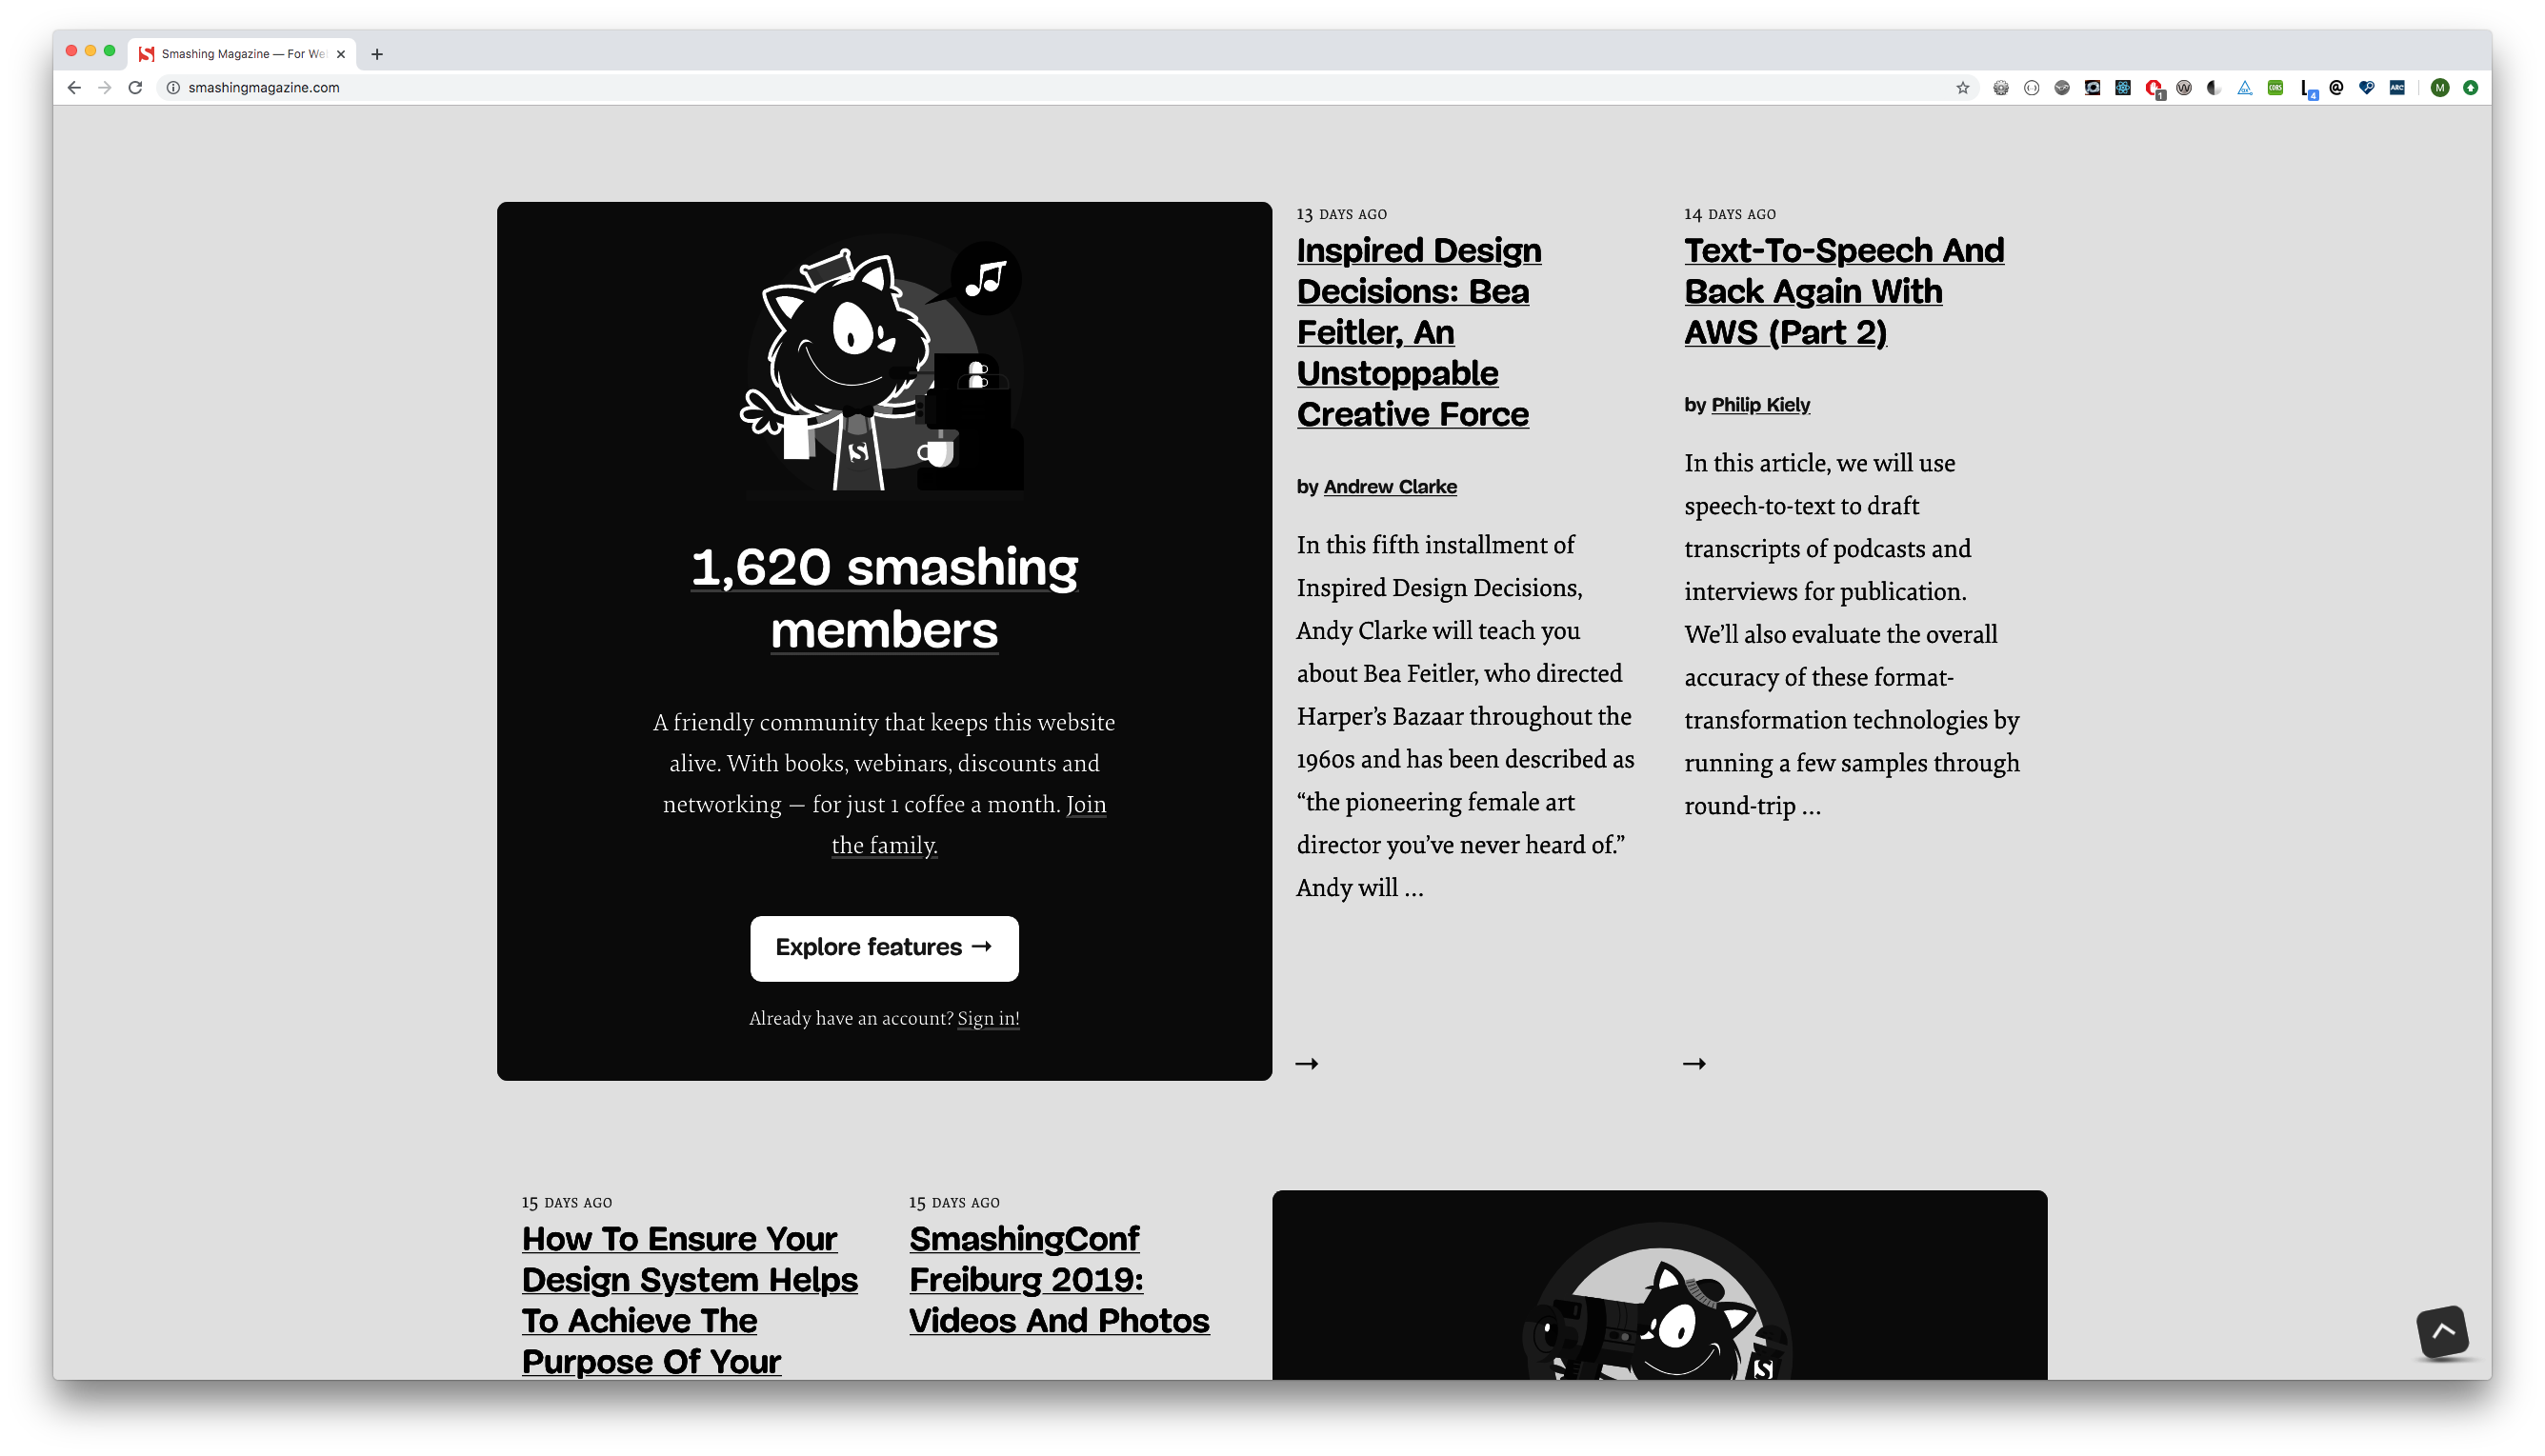 Smashing Magazine — For We
smashingmagazine.com
1
CORS
4
@
ARC
M
1,620 smashing
members
A friendly community that keeps this website
alive. With books, webinars, discounts and
networking — for just 1 coffee a month. Join
the family.
Explore features →
Already have an account? Sign in!
13 DAYS AGO
Inspired Design
Decisions: Bea
Feitler, An
Unstoppable
Creative Force
by Andrew Clarke
In this fifth installment of
Inspired Design Decisions,
Andy Clarke will teach you
about Bea Feitler, who directed
Harper’s Bazaar throughout the
1960s and has been described as
“the pioneering female art
director you’ve never heard of.”
Andy will …
→
14 DAYS AGO
Text-To-Speech And
Back Again With
AWS (Part 2)
by Philip Kiely
In this article, we will use
speech-to-text to draft
transcripts of podcasts and
interviews for publication.
We’ll also evaluate the overall
accuracy of these format-
transformation technologies by
running a few samples through
round-trip …
→
15 DAYS AGO
How To Ensure Your
Design System Helps
To Achieve The
Purpose Of Your
15 DAYS AGO
SmashingConf
Freiburg 2019:
Videos And Photos